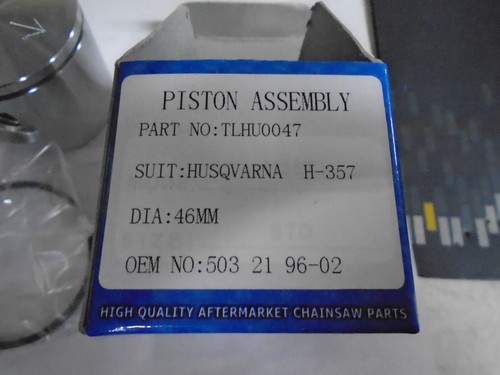 PISTON ASSEMBLY
PART NO:TLHU0047
SUIT:HUSQVARNA H-357
DIA:46MM
OEM NO:503 21 96-02
HIGH QUALITY AFTERMARKET CHAINSAW PARTS